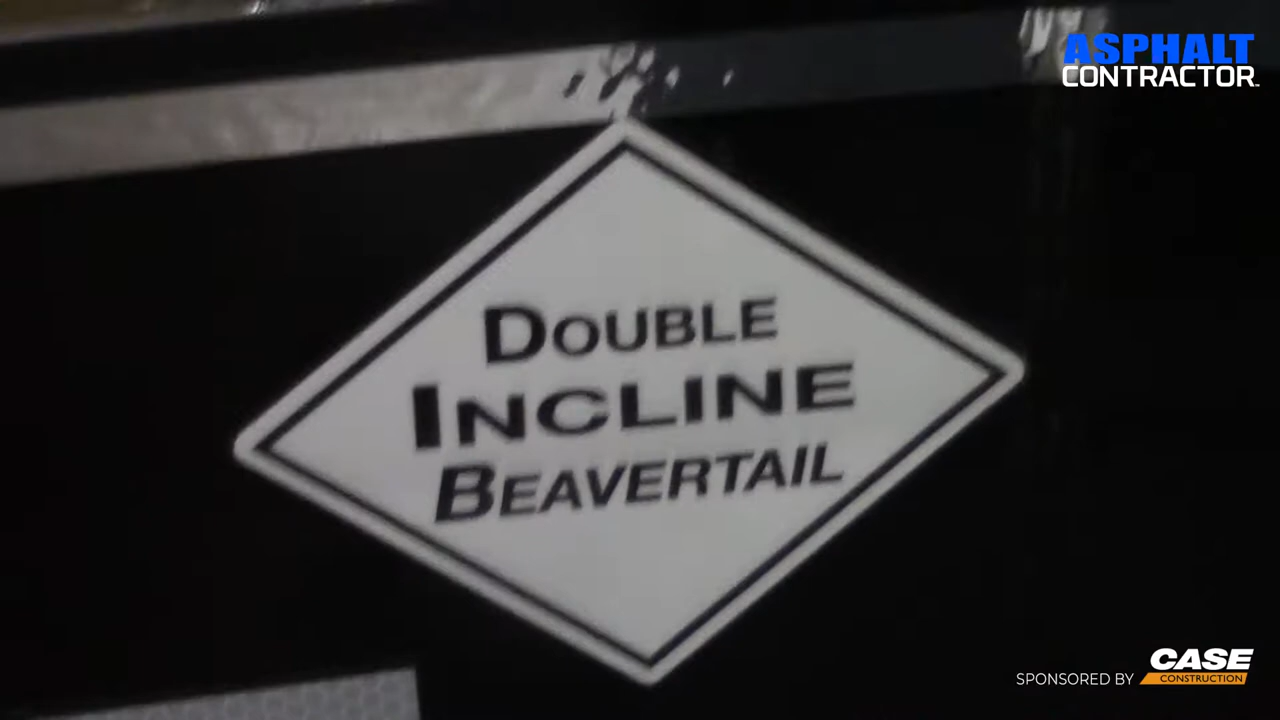 ASPHALT
CONTRACTOR
DOUBLE
INCLINE
BEAVERTAIL
SPONSORED BY CASE
CONSTRUCTION